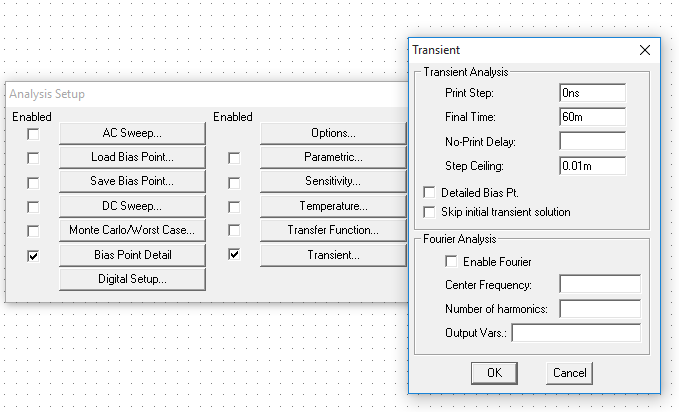 Analysis Setup
Enabled
Enabled
AC Sweep...
Options...
Load Bias Point...
Parametric...
Save Bias Point...
Sensitivity...
DC Sweep...
Temperature...
Monte Carlo/Worst Case...
Transfer Function...
Bias Point Detail
Transient...
Digital Setup...
Transient
Transient Analysis
Print Step: 0ns
Final Time: 60m
No-Print Delay:
Step Ceiling: 0.01m
Detailed Bias Pt.
Skip initial transient solution
Fourier Analysis
Enable Fourier
Center Frequency:
Number of harmonics:
Output Vars.:
OK Cancel